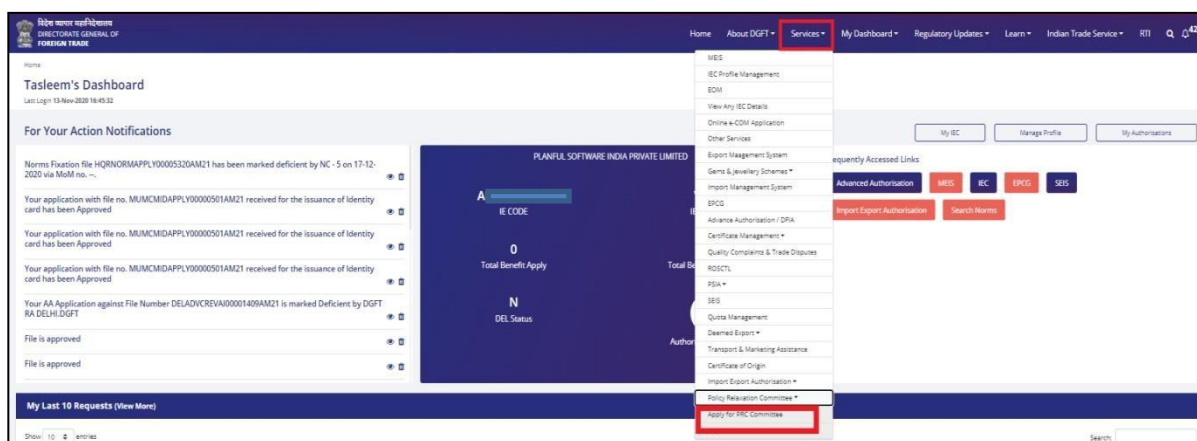 विदेश व्यापार महानिदेशालय
DIRECTORATE GENERAL OF
FOREIGN TRADE
Home
About DGFT
Services
My Dashboard
Regulatory Updates
Learn
Indian Trade Service
RTI
42
Home
Tasleem's Dashboard
Last Login 13-Nov-2020 16:45:32
For Your Action Notifications
Norms Fixation file HQRNORMAPPLY00005320AM21 has been marked deficient by NC - 5 on 17-12-
2020 via MoM no. --.
Your application with file no. MUMCMIDAPPLY00000501AM21 received for the issuance of Identity
card has been Approved
Your application with file no. MUMCMIDAPPLY00000501AM21 received for the issuance of Identity
card has been Approved
Your application with file no. MUMCMIDAPPLY00000501AM21 received for the issuance of Identity
card has been Approved
Your AA Application against File Number DELADVCREVAI00001409AM21 is marked Deficient by DGFT
RA DELHI.DGFT
File is approved
File is approved
PLANFUL SOFTWARE INDIA PRIVATE LIMITED
A
IE CODE
IE
0
Total Benefit Apply
Total Be
N
DEL Status
Author
MEIS
IEC Profile Management
EOM
View Any IEC Details
Online e-COM Application
Other Services
Export Maagement System
Gems & Jewellery Schemes
Import Management System
EPCG
Advance Authorisation / DFIA
Certificate Management
Quality Complaints & Trade Disputes
ROSCTL
PSIA
SEIS
Quota Management
Deemed Export
Transport & Marketing Assistance
Certificate of Origin
Import Export Authorisation
Policy Relaxation Committee
Apply for PRC Committee
My IEC
Manage Profile
My Authorisations
equently Accessed Links
Advanced Authorisation
MEIS
IEC
EPCG
SEIS
Import Export Authorisation
Search Norms
My Last 10 Requests (View More)
Show 10 entries
Search: